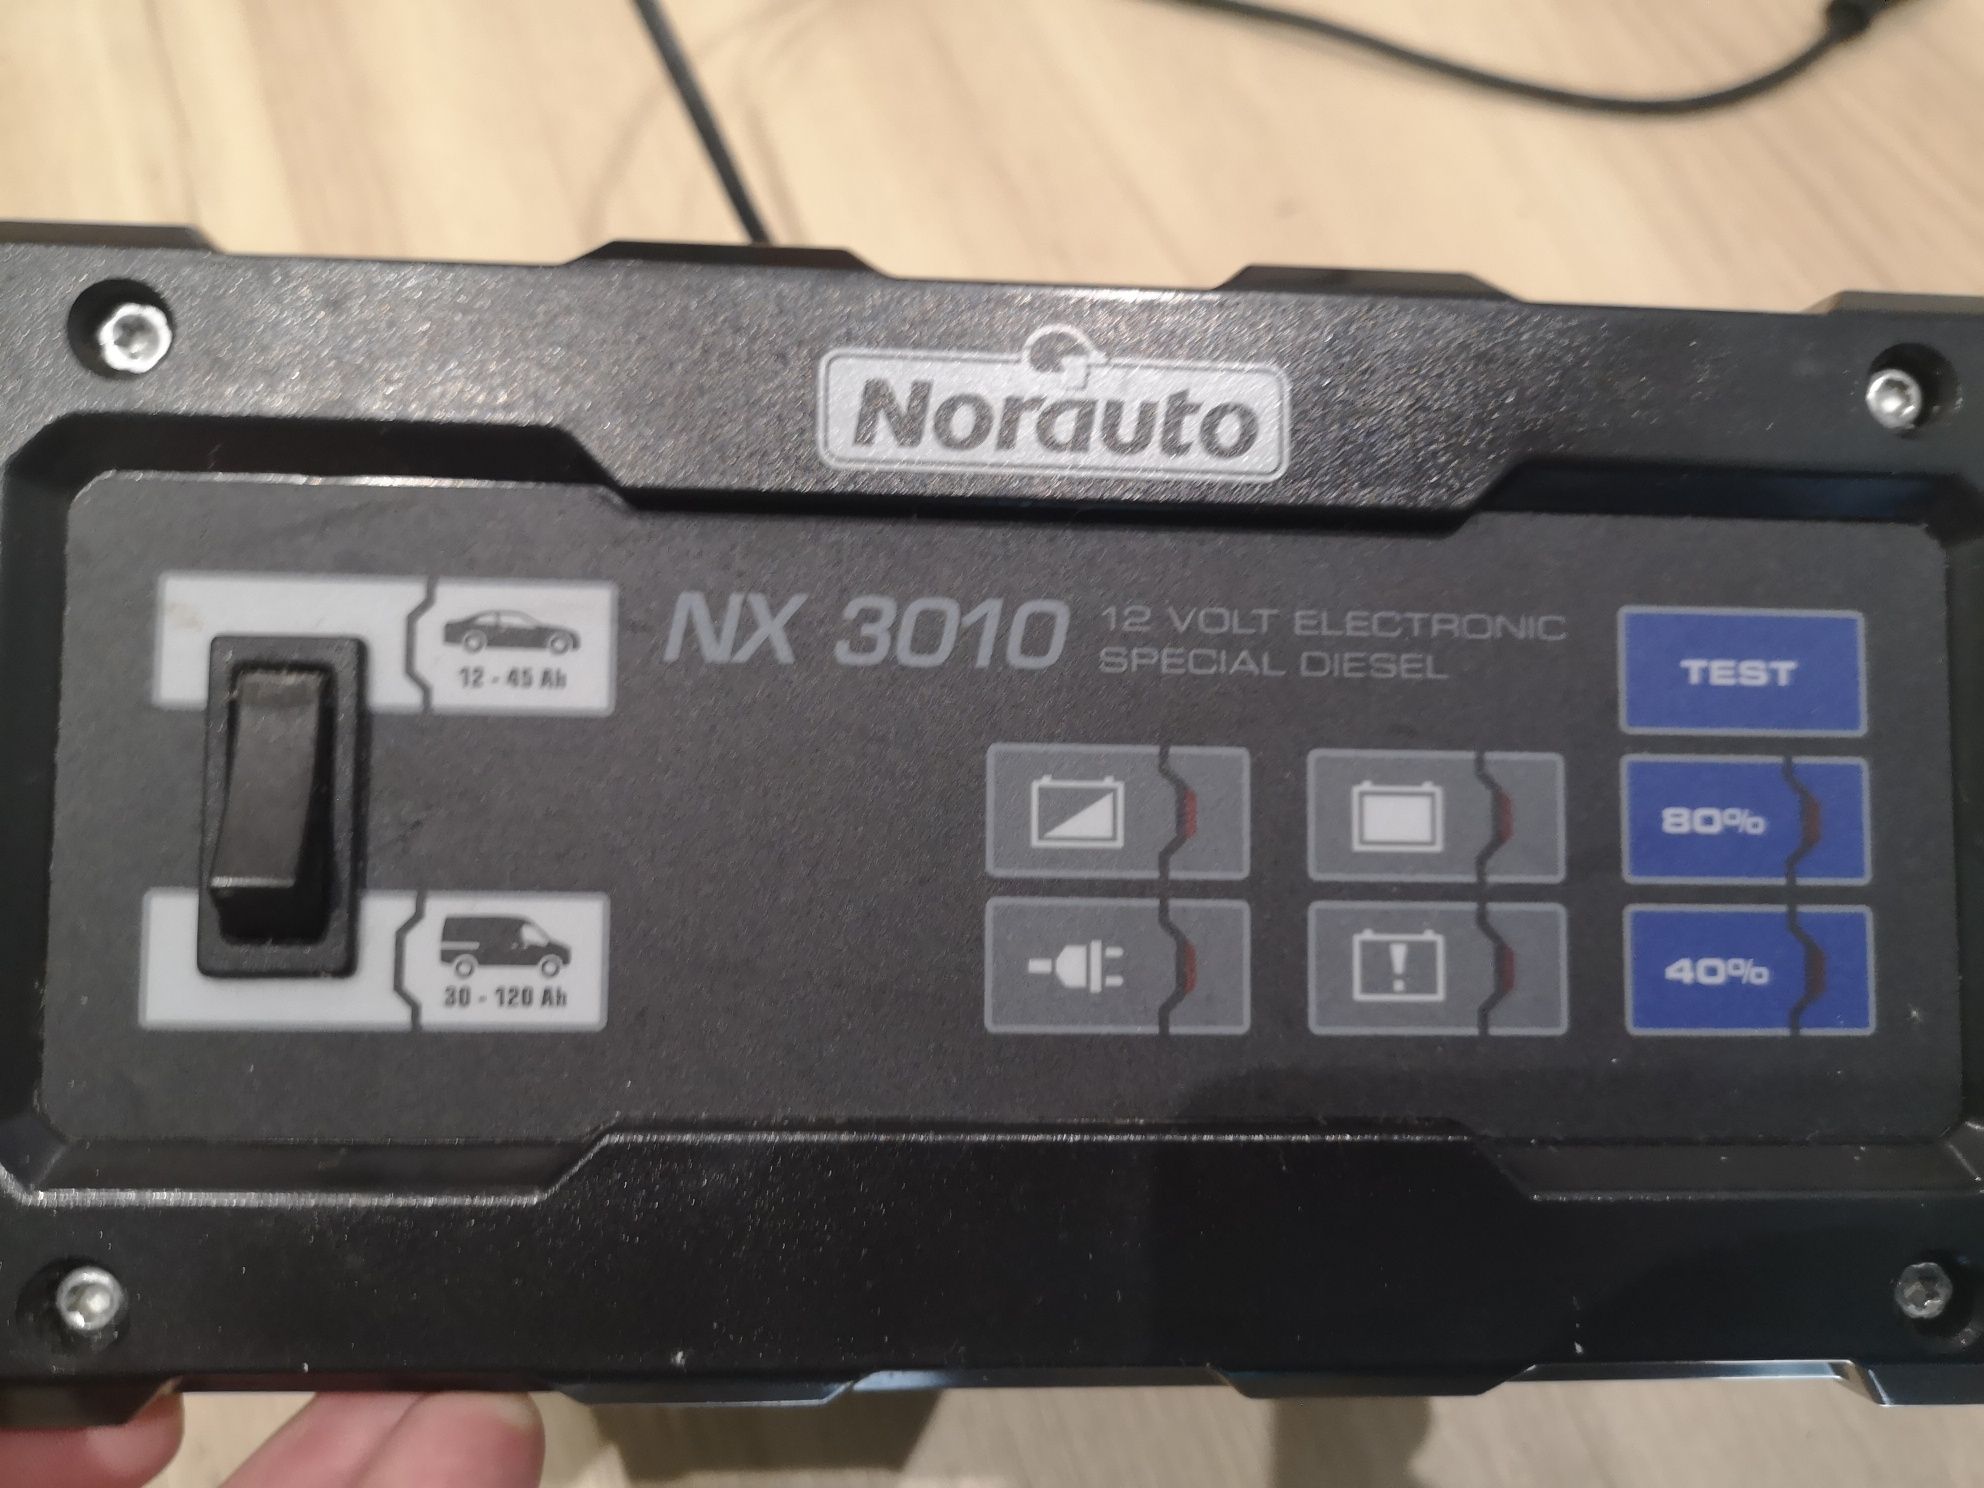 Norauto
12 - 45 Ah
NX 3010
12 VOLT ELECTRONIC
SPECIAL DIESEL
TEST
80%
30 - 120 Ah
40%